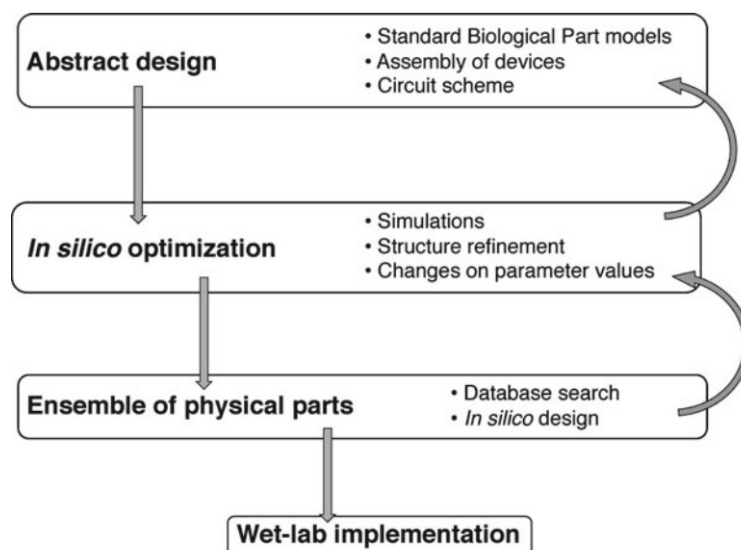 Abstract design
• Standard Biological Part models
• Assembly of devices
• Circuit scheme
In silico optimization
• Simulations
• Structure refinement
• Changes on parameter values
Ensemble of physical parts
• Database search
• In silico design
Wet-lab implementation